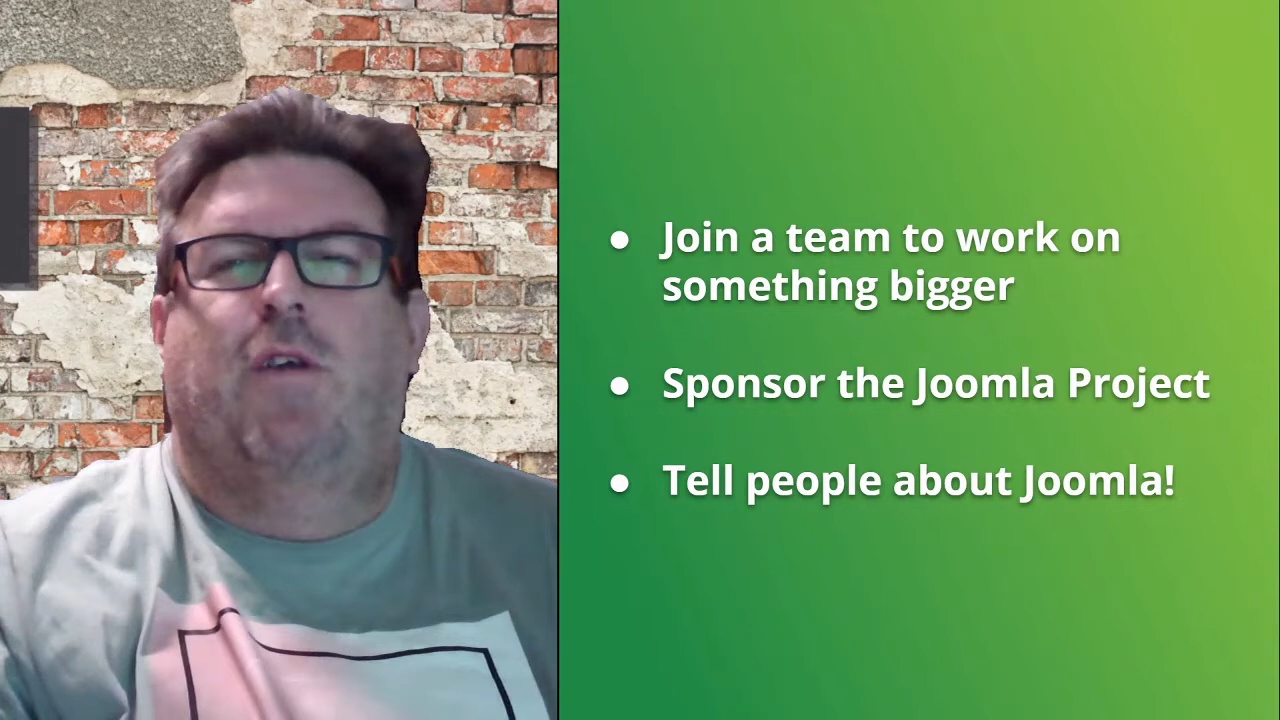 ● Join a team to work on
something bigger
● Sponsor the Joomla Project
● Tell people about Joomla!